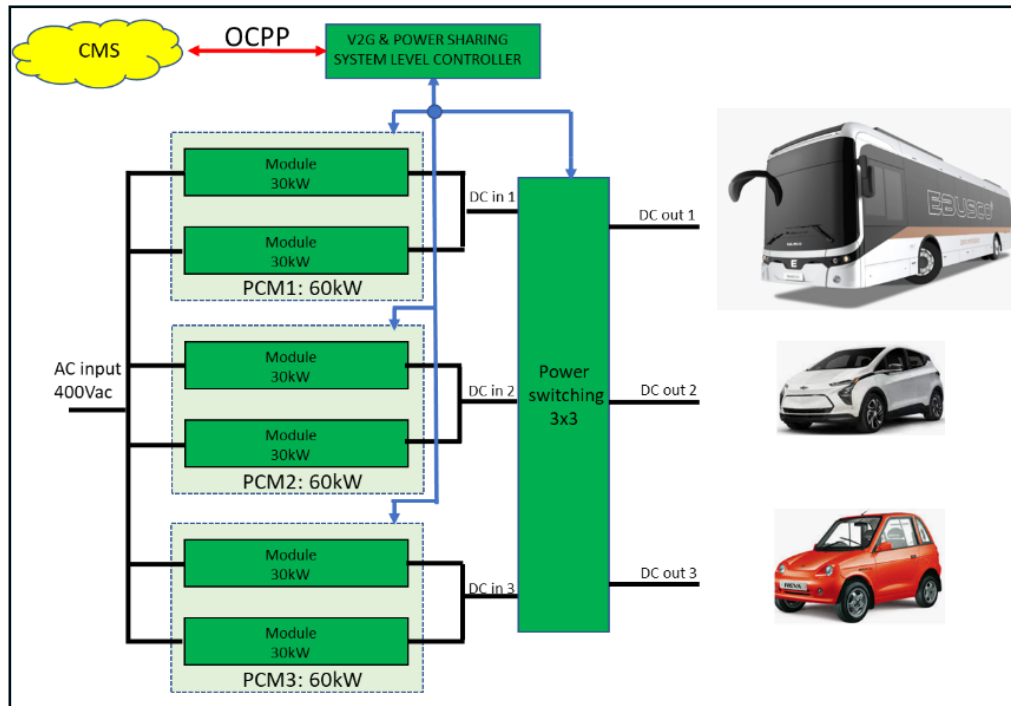 CMS
OCPP
V2G & POWER SHARING
SYSTEM LEVEL CONTROLLER
Module
30kW
Module
30kW
PCM1: 60kW
DC in 1
DC out 1
EBUSCO
E
AC input
400Vac
Module
30kW
Module
30kW
PCM2: 60kW
DC in 2
Power
switching
3x3
DC out 2
Module
30kW
Module
30kW
PCM3: 60kW
DC in 3
DC out 3